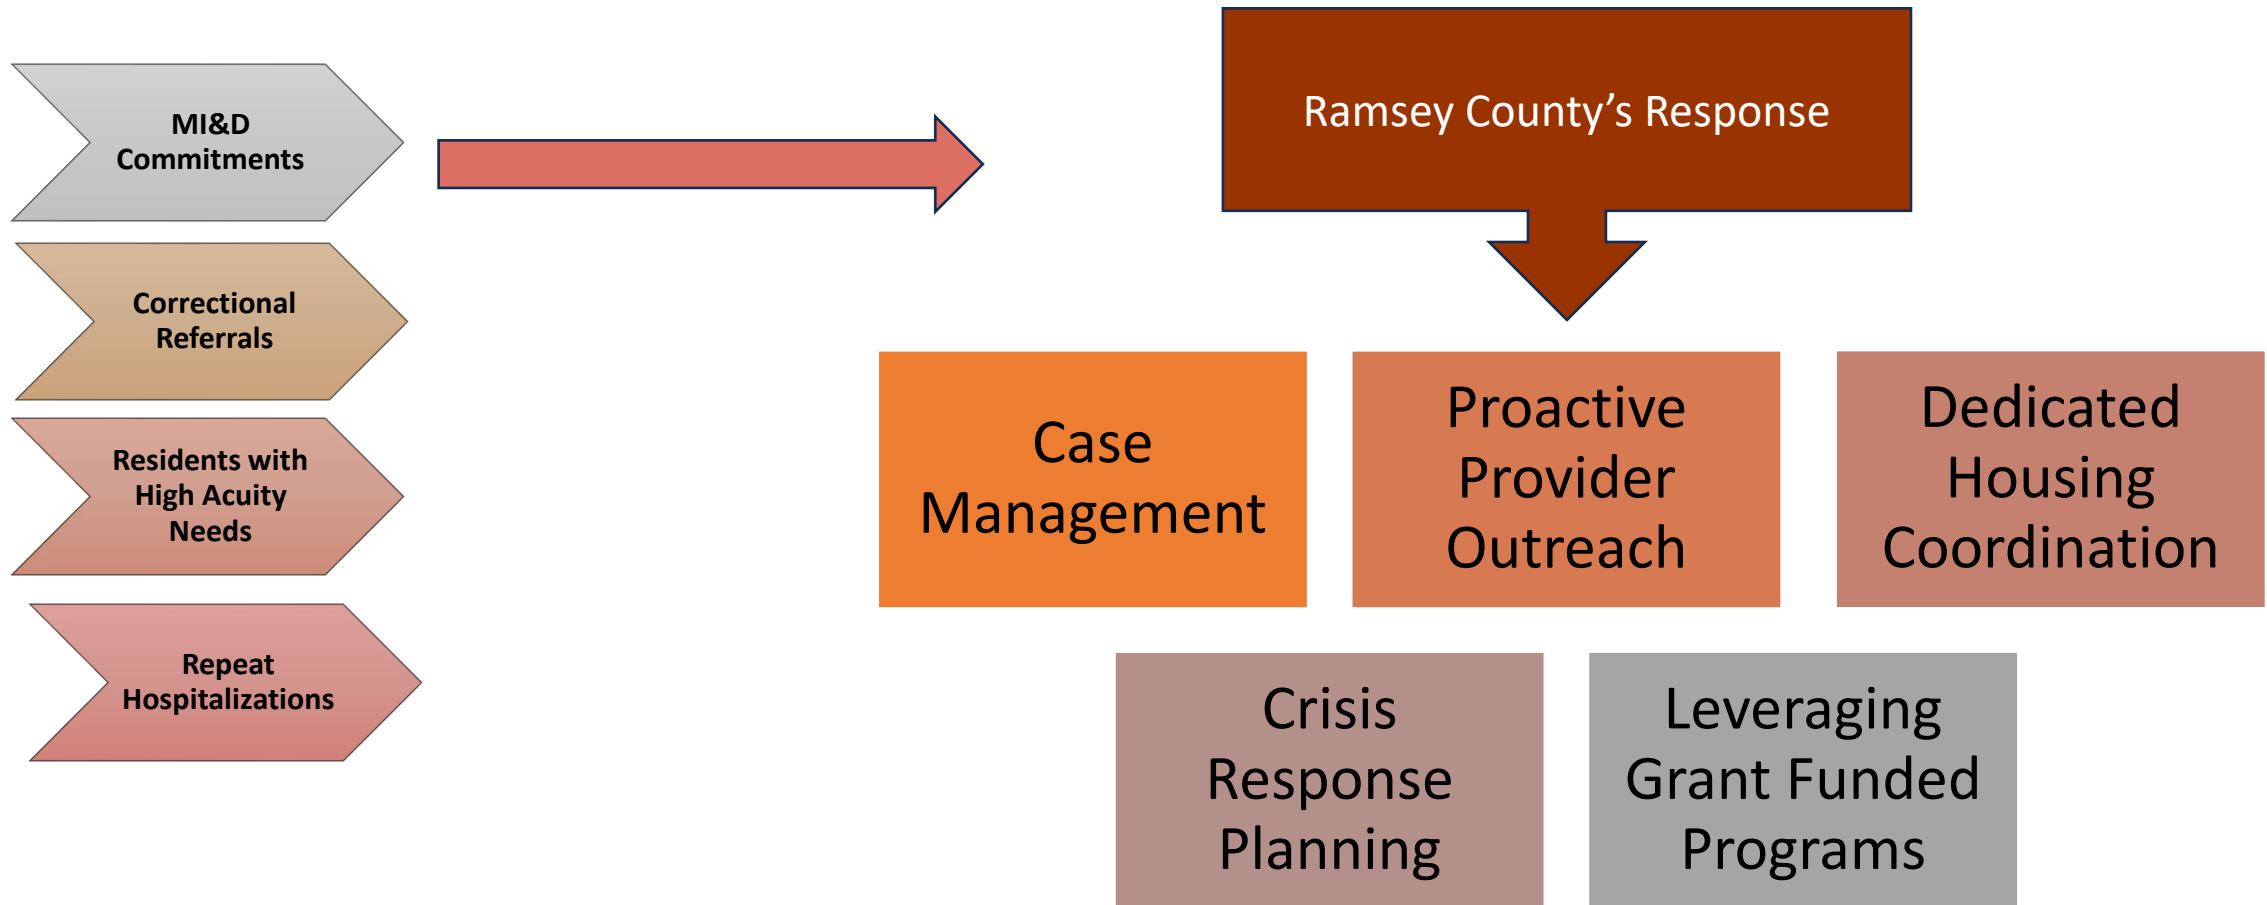 MI&D
Commitments
Correctional
Referrals
Residents with
High Acuity
Needs
Repeat
Hospitalizations
Ramsey County’s Response
Case
Management
Proactive
Provider
Outreach
Dedicated
Housing
Coordination
Crisis
Response
Planning
Leveraging
Grant Funded
Programs